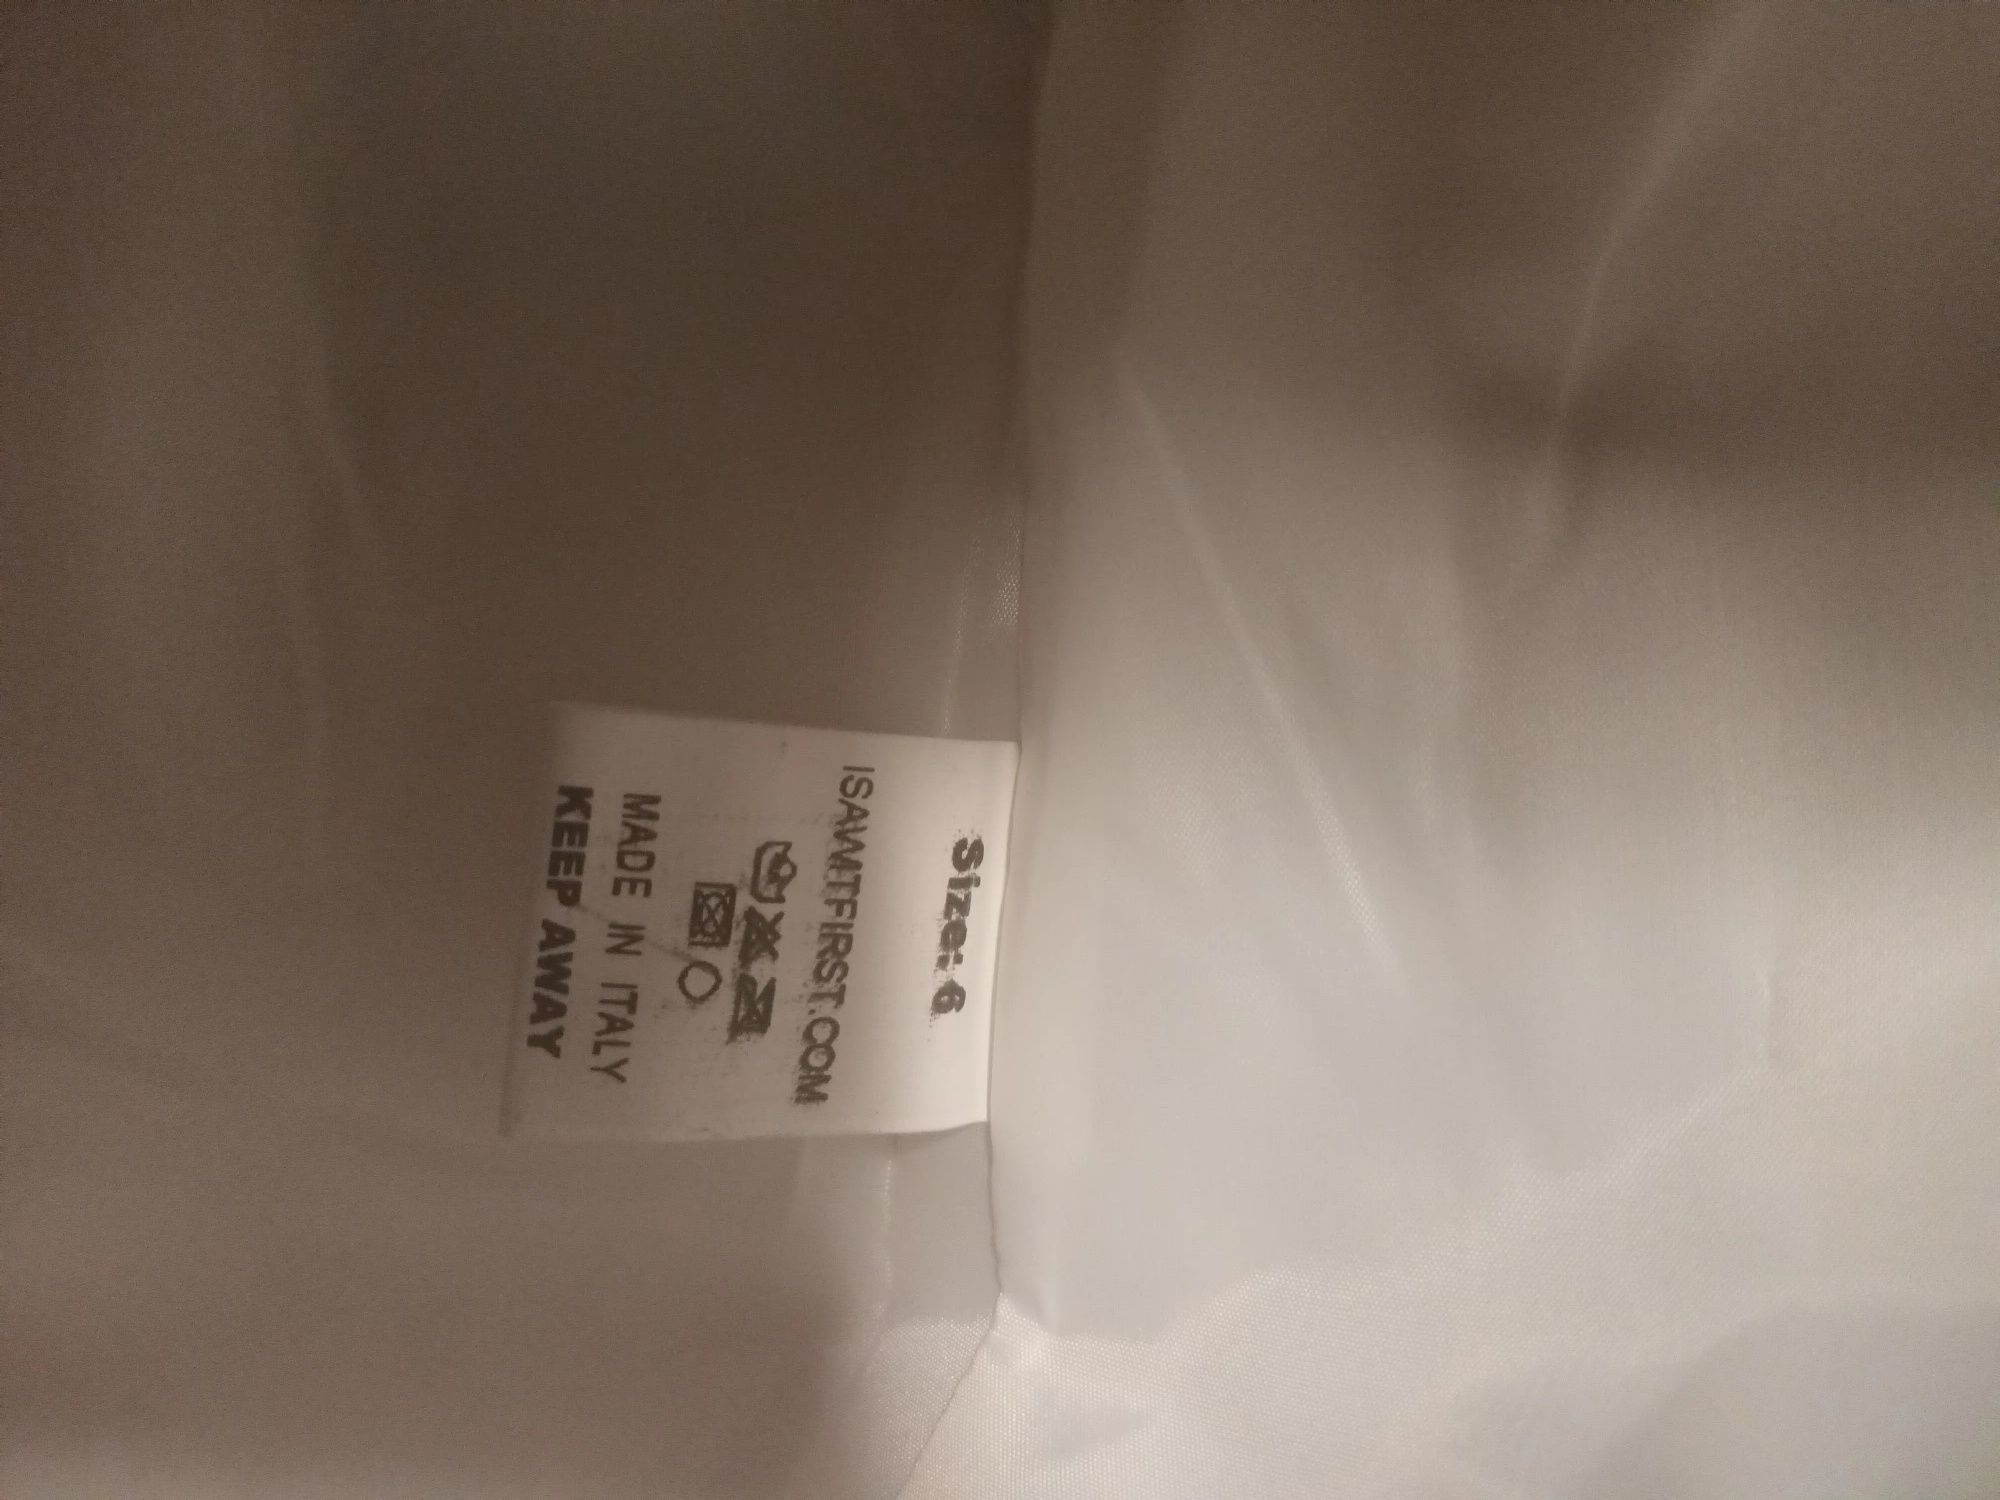 Size: 6
ISAWITFIRST.COM
MADE IN ITALY
KEEP AWAY